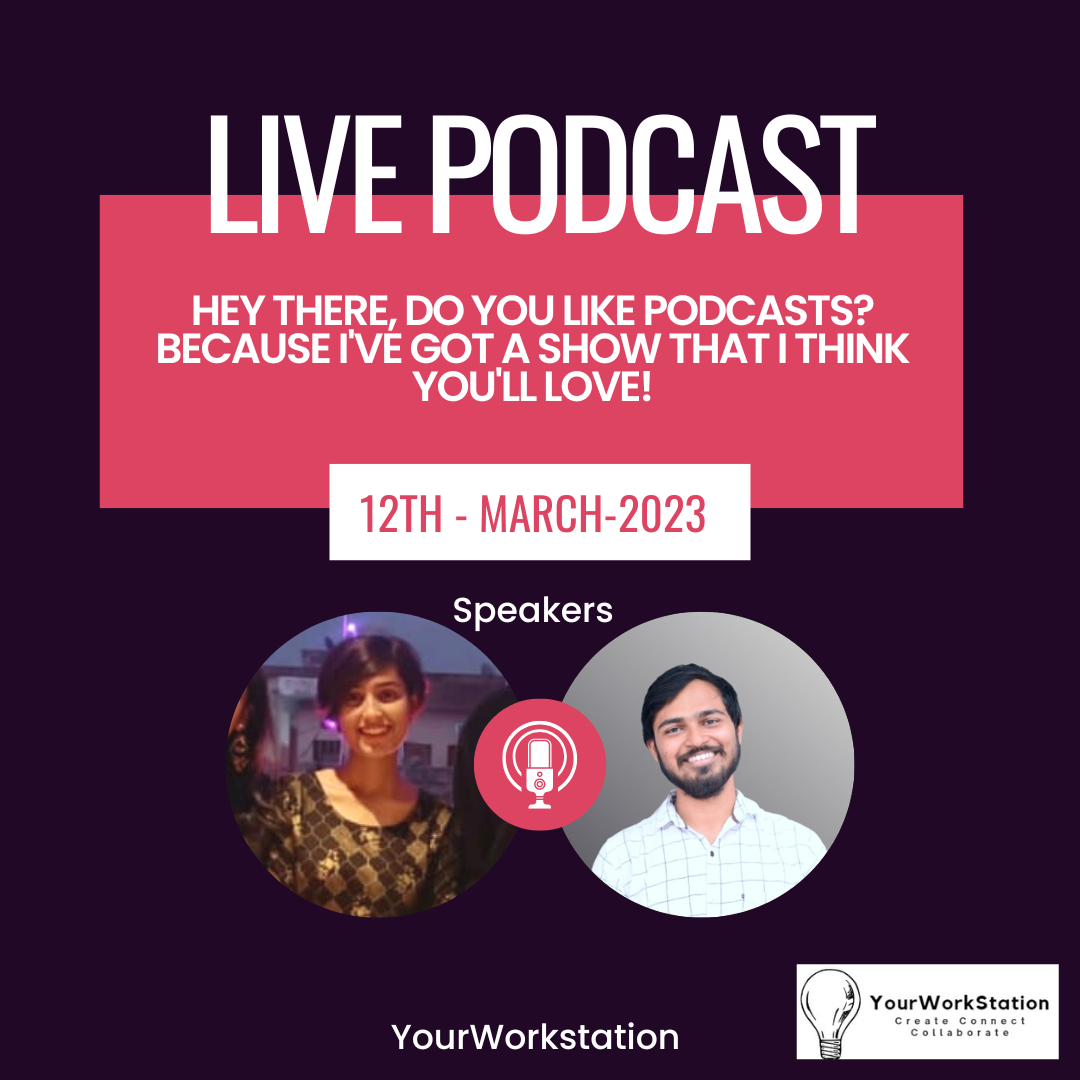 LIVE PODCAST
HEY THERE, DO YOU LIKE PODCASTS?
BECAUSE I'VE GOT A SHOW THAT I THINK
YOU'LL LOVE!
12TH - MARCH-2023
Speakers
YourWorkStation
Create Connect
Collaborate
YourWorkstation